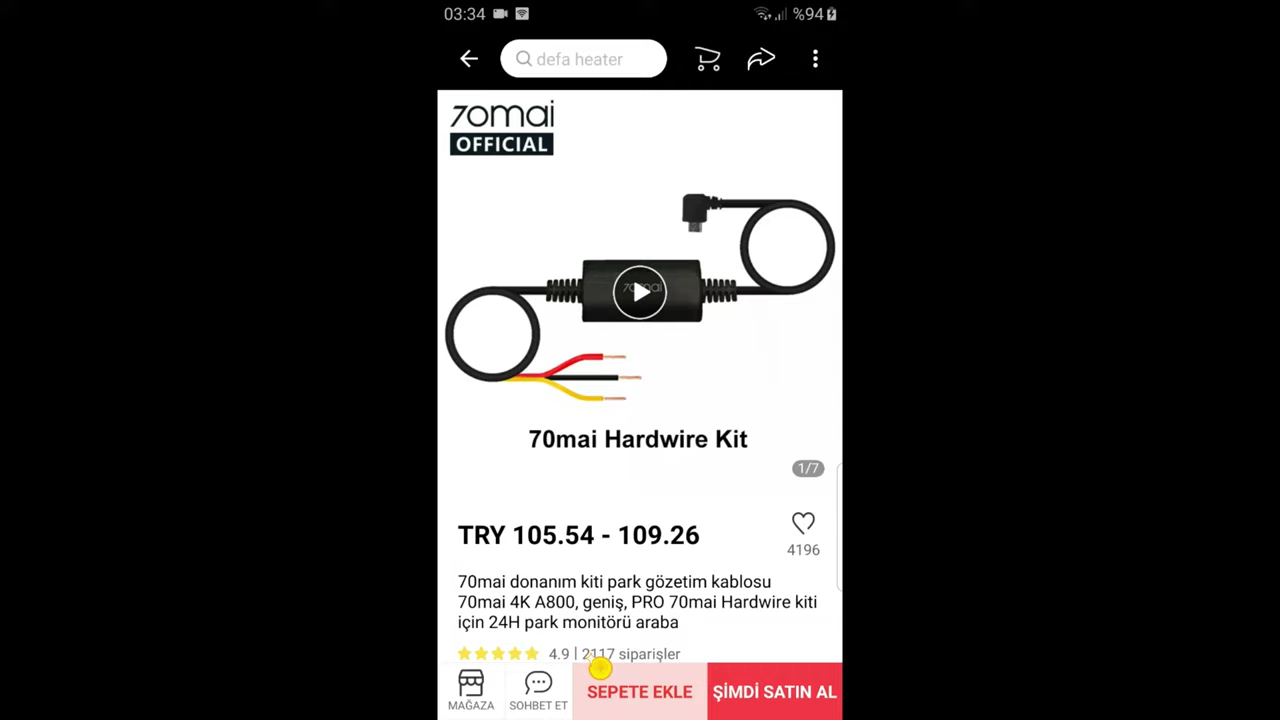 03:34 %94
defa heater
70mai
OFFICIAL
70mai
70mai Hardwire Kit
1/7
TRY 105.54 - 109.26
4196
70mai donanım kiti park gözetim kablosu
70mai 4K A800, geniş, PRO 70mai Hardwire kiti
için 24H park monitörü araba
4.9 | 2117 siparişler
MAĞAZA
SOHBET ET
SEPETE EKLE
ŞİMDİ SATIN AL